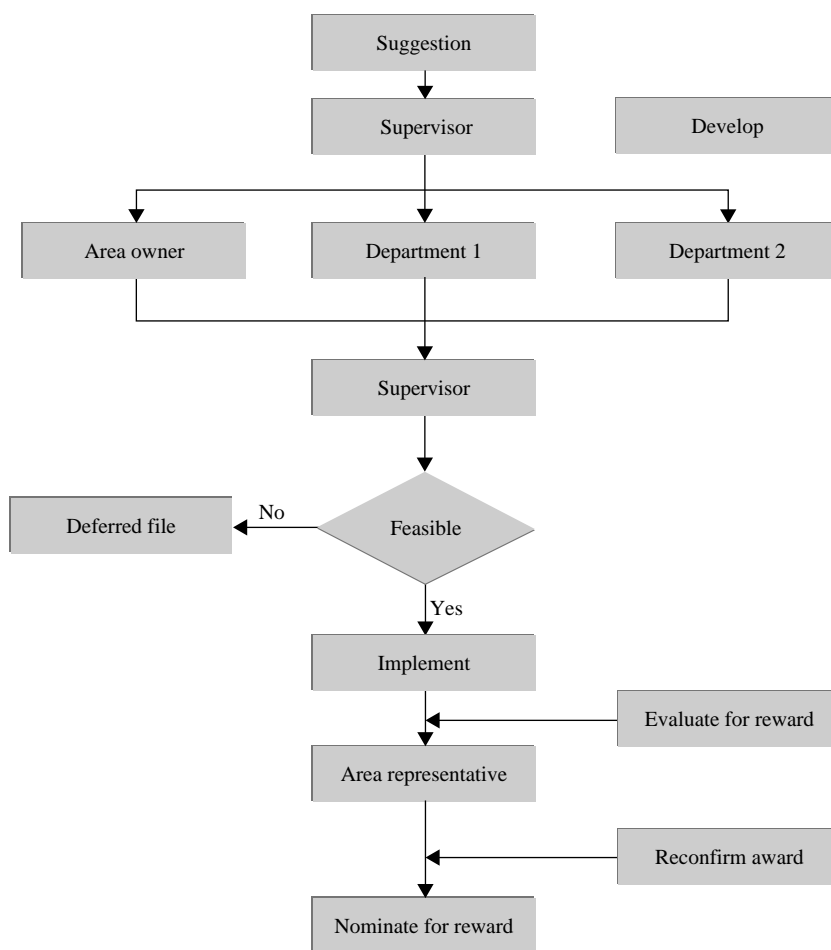 Suggestion
Supervisor
Develop
Area owner
Department 1
Department 2
Supervisor
Deferred file
No
Feasible
Yes
Implement
Evaluate for reward
Area representative
Reconfirm award
Nominate for reward